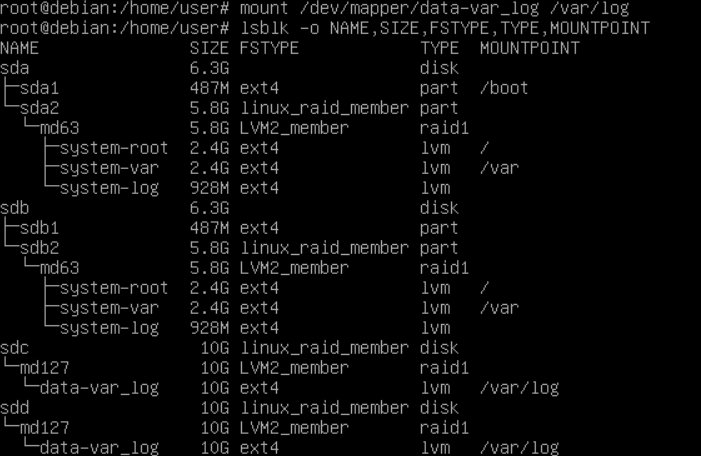 root@debian:/home/user# mount /dev/mapper/data-var_log /var/log
root@debian:/home/user# lsblk -o NAME,SIZE,FSTYPE,TYPE,MOUNTPOINT
NAME                SIZE FSTYPE            TYPE  MOUNTPOINT
sda                 6.3G                   disk
├─sda1              487M ext4              part  /boot
└─sda2              5.8G linux_raid_member part
  └─md63            5.8G LVM2_member       raid1
    ├─system-root   2.4G ext4              lvm   /
    ├─system-var    2.4G ext4              lvm   /var
    └─system-log    928M ext4              lvm
sdb                 6.3G                   disk
├─sdb1              487M ext4              part
└─sdb2              5.8G linux_raid_member part
  └─md63            5.8G LVM2_member       raid1
    ├─system-root   2.4G ext4              lvm   /
    ├─system-var    2.4G ext4              lvm   /var
    └─system-log    928M ext4              lvm
sdc                  10G linux_raid_member disk
└─md127              10G LVM2_member       raid1
  └─data-var_log     10G ext4              lvm   /var/log
sdd                  10G linux_raid_member disk
└─md127              10G LVM2_member       raid1
  └─data-var_log     10G ext4              lvm   /var/log